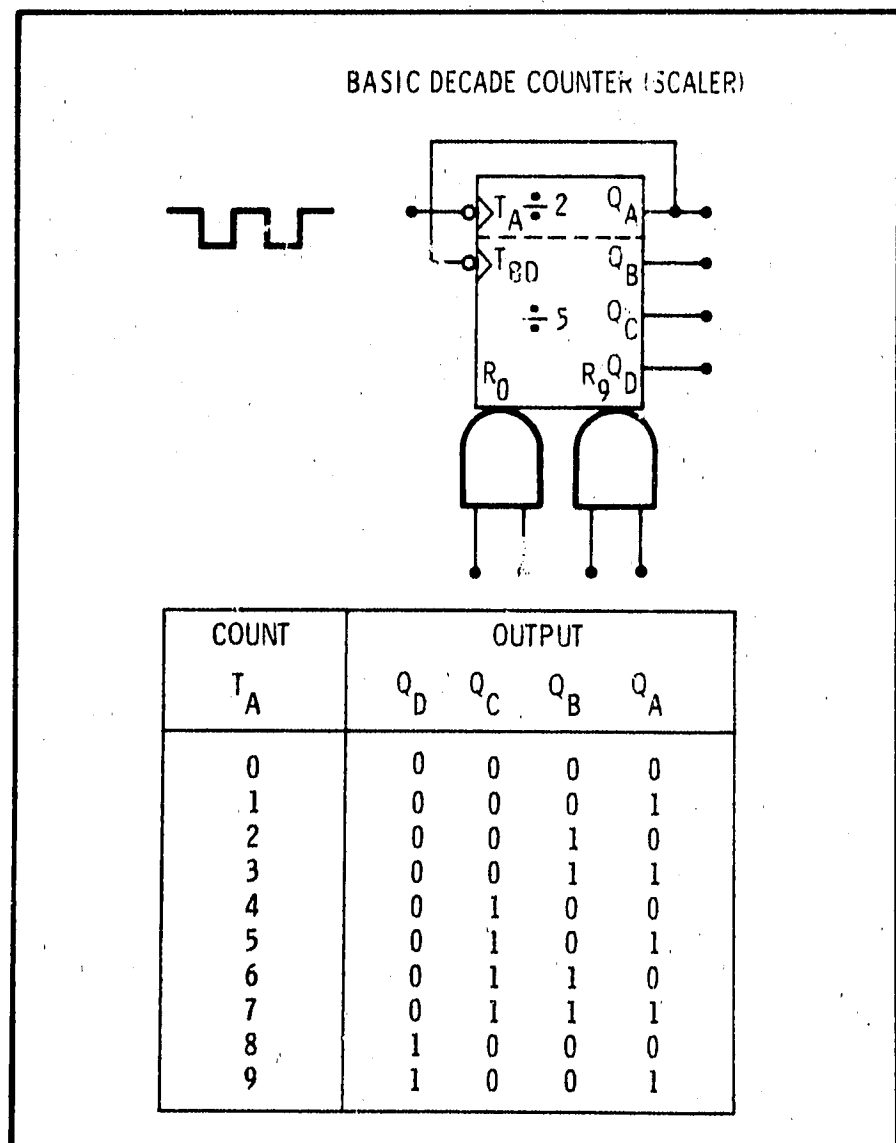 BASIC DECADE COUNTER (SCALER)
T_A ÷ 2 Q_A
T_BD Q_B
÷ 5 Q_C
R_0 R_9 Q_D
COUNT OUTPUT
T_A Q_D Q_C Q_B Q_A
0 0 0 0 0
1 0 0 0 1
2 0 0 1 0
3 0 0 1 1
4 0 1 0 0
5 0 1 0 1
6 0 1 1 0
7 0 1 1 1
8 1 0 0 0
9 1 0 0 1